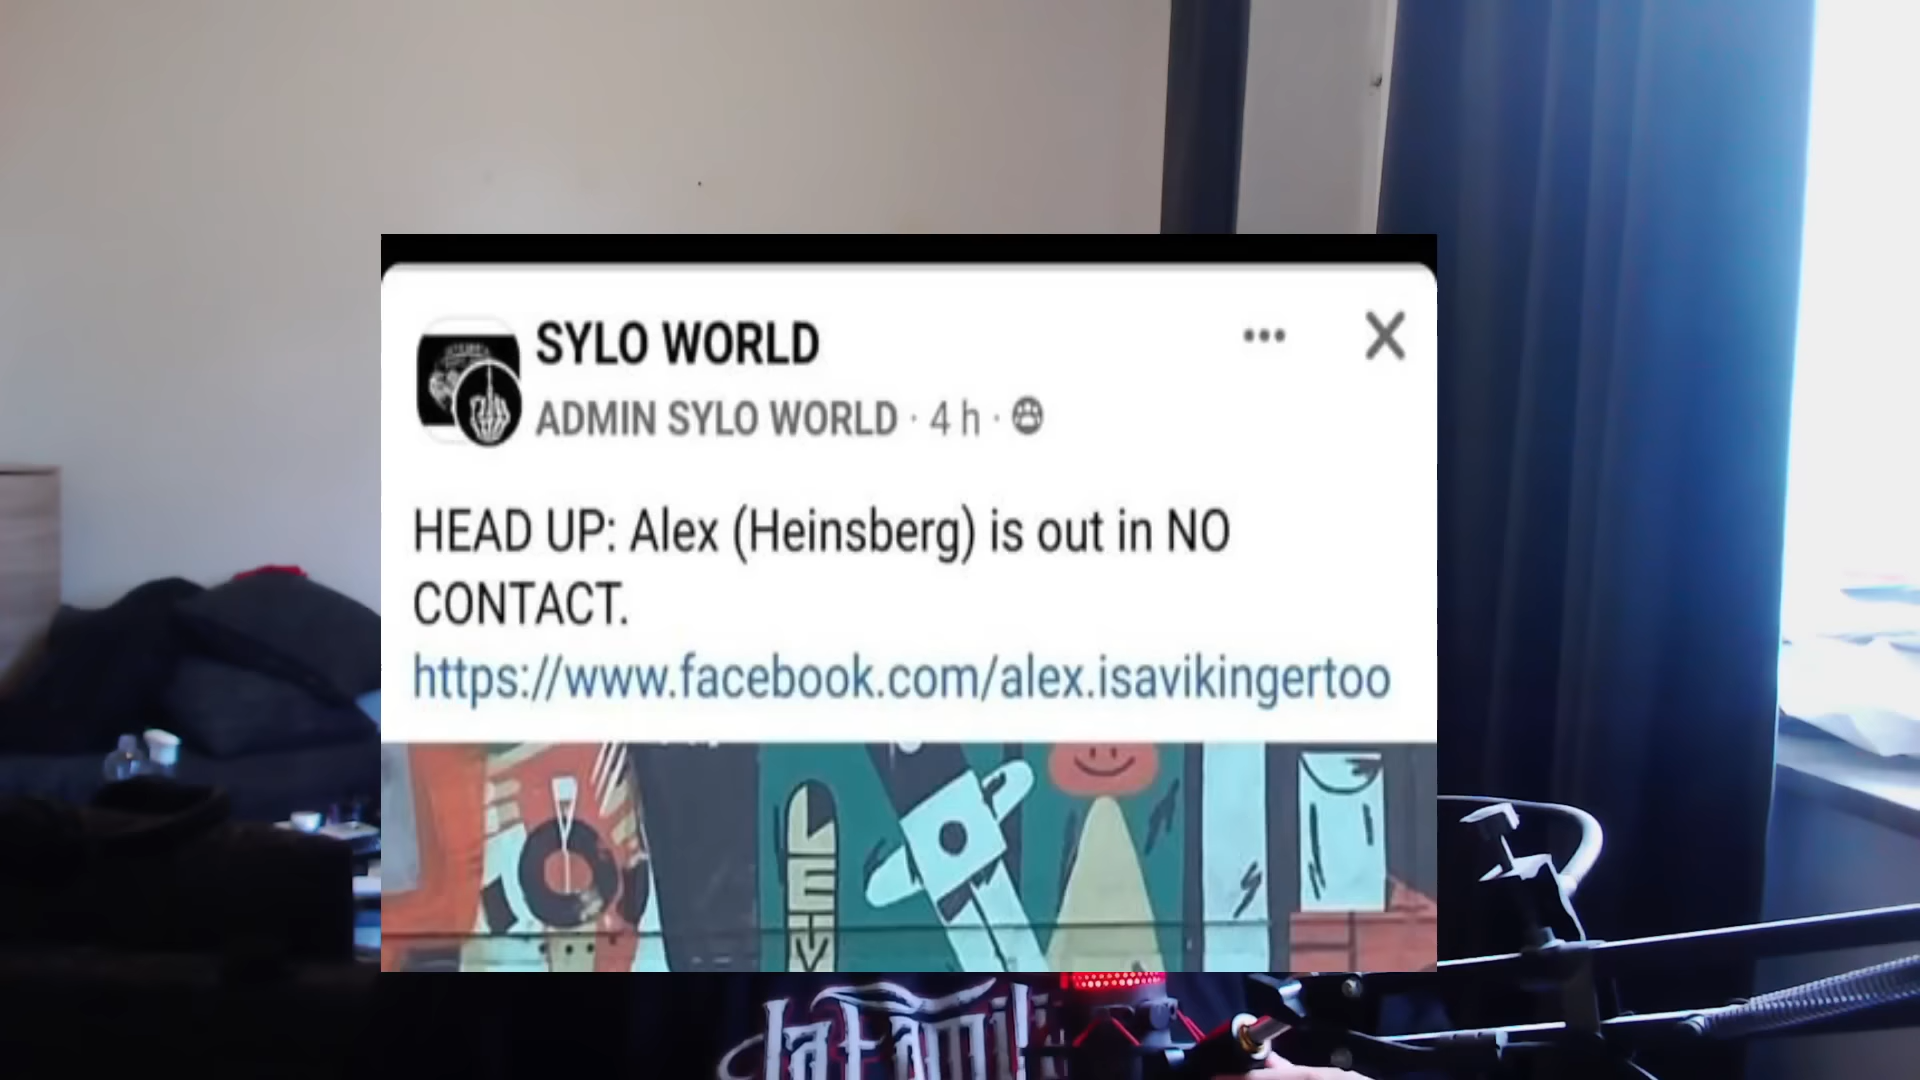 SYLO WORLD
ADMIN SYLO WORLD · 4 h ·
HEAD UP: Alex (Heinsberg) is out in NO
CONTACT.
https://www.facebook.com/alex.isavikingertoo